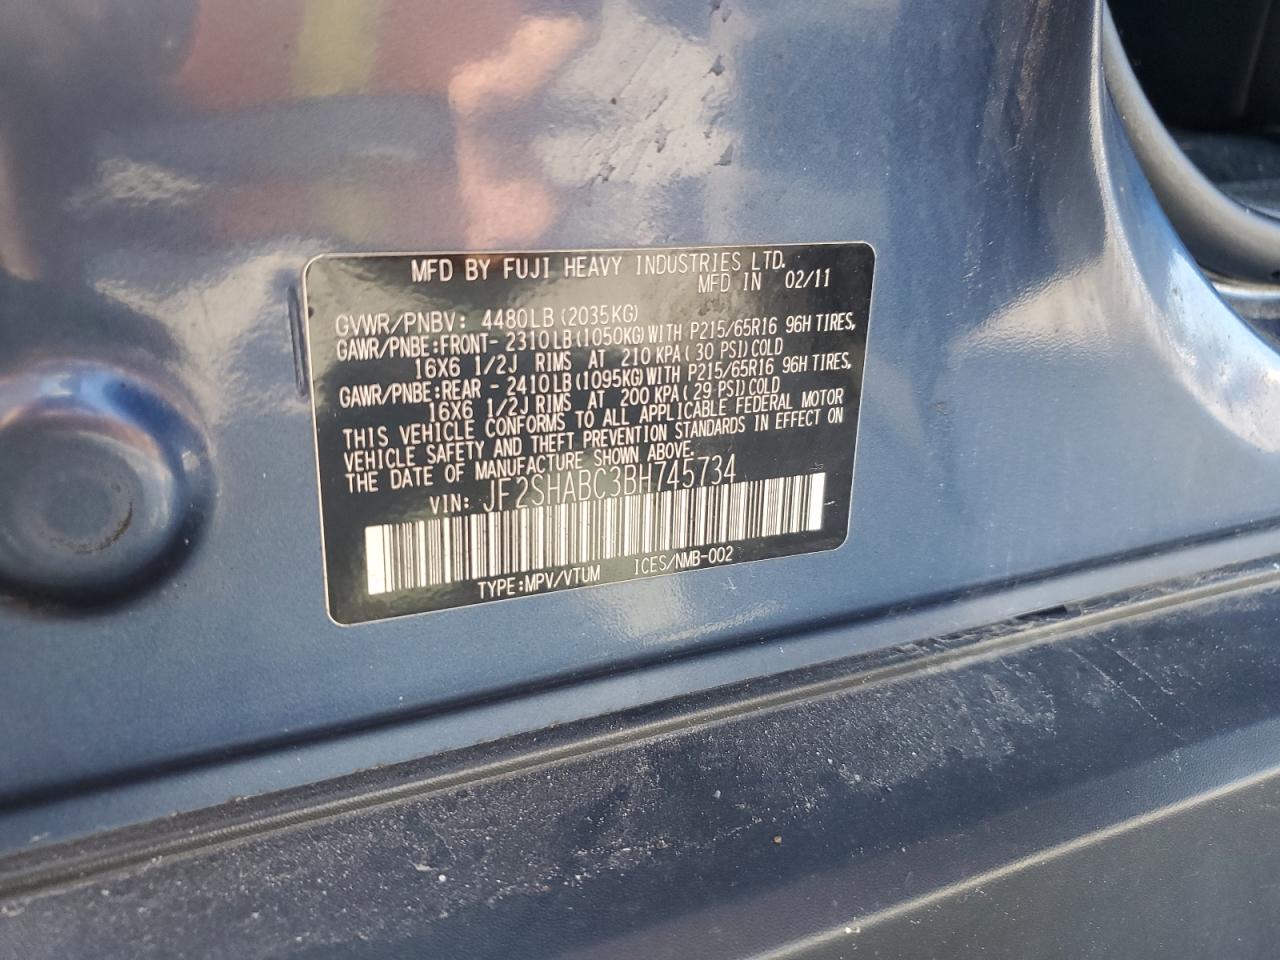 MFD BY FUJI HEAVY INDUSTRIES LTD.
MFD IN 02/11
GVWR/PNBV: 4480LB(2035KG)
GAWR/PNBE:FRONT- 2310LB(1050KG)WITH P215/65R16 96H TIRES,
16X6 1/2J RIMS AT 210 KPA( 30 PSI)COLD
GAWR/PNBE:REAR - 2410LB(1095KG)WITH P215/65R16 96H TIRES,
16X6 1/2J RIMS AT 200 KPA( 29 PSI)COLD
THIS VEHICLE CONFORMS TO ALL APPLICABLE FEDERAL MOTOR
VEHICLE SAFETY AND THEFT PREVENTION STANDARDS IN EFFECT ON
THE DATE OF MANUFACTURE SHOWN ABOVE.
VIN: JF2SHABC3BH745734
TYPE:MPV/VTUM ICES/NMB-002